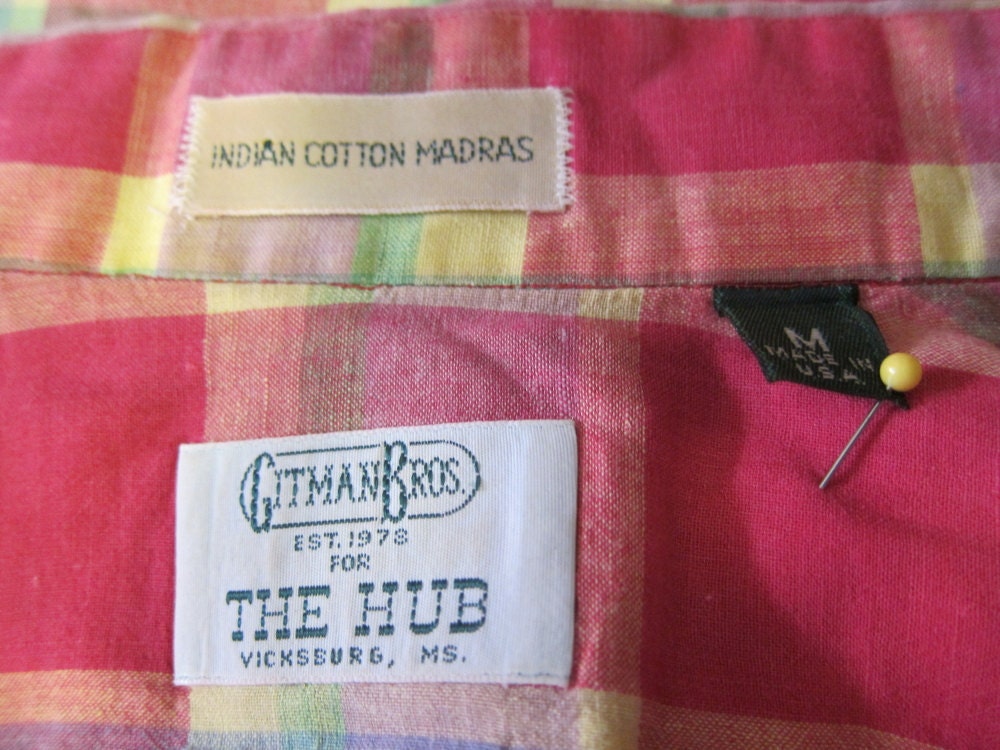 INDIAN COTTON MADRAS
M
MADE IN
U.S.A.
GITMAN BROS.
EST. 1978
FOR
THE HUB
VICKSBURG, MS.